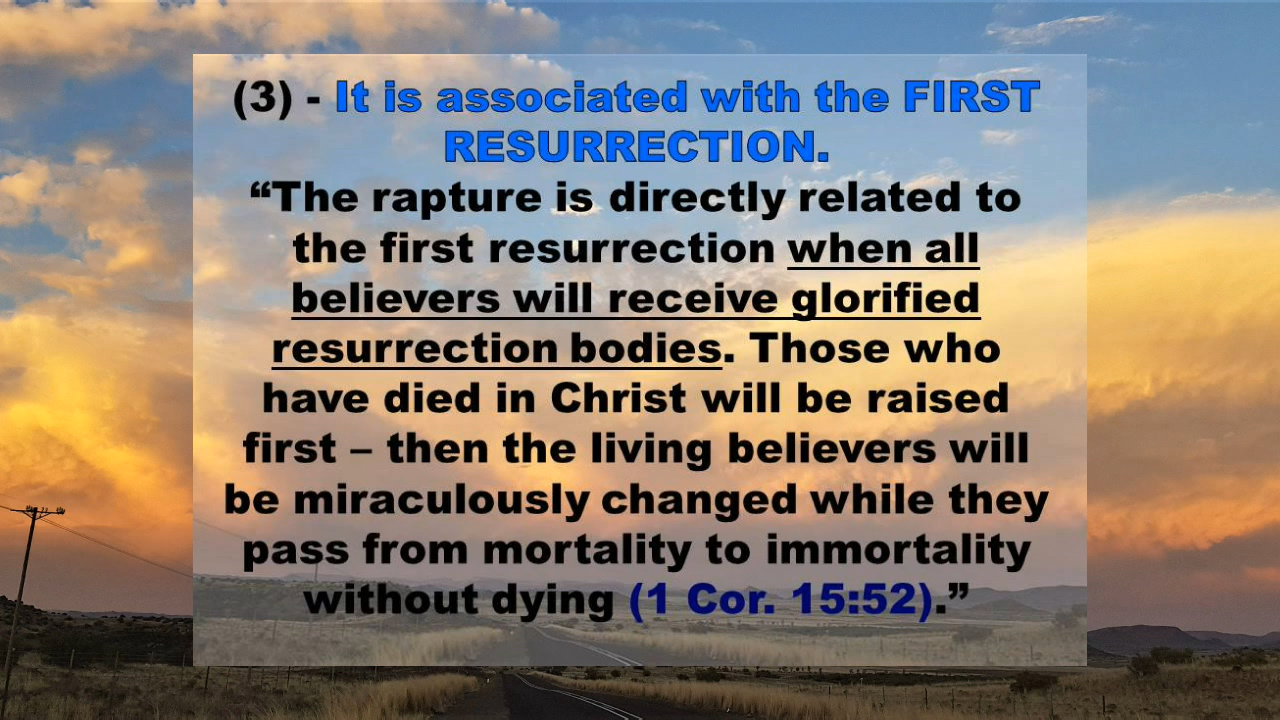 (3) - It is associated with the FIRST
RESURRECTION.
“The rapture is directly related to
the first resurrection when all
believers will receive glorified
resurrection bodies. Those who
have died in Christ will be raised
first – then the living believers will
be miraculously changed while they
pass from mortality to immortality
without dying (1 Cor. 15:52).”